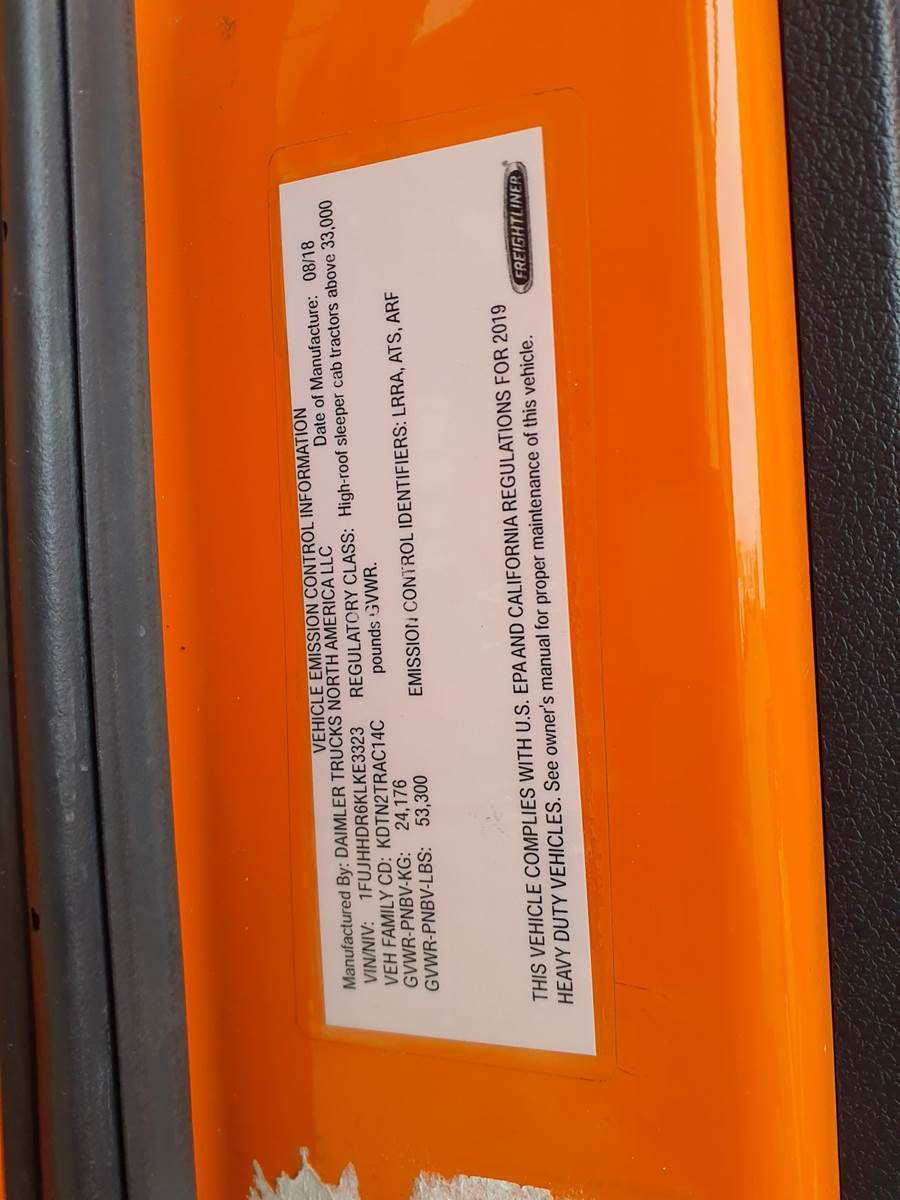 VEHICLE EMISSION CONTROL INFORMATION
Manufactured By: DAIMLER TRUCKS NORTH AMERICA LLC Date of Manufacture: 08/18
VIN/NIV: 1FUJHHDR6KLKE3323 REGULATORY CLASS: High-roof sleeper cab tractors above 33,000
VEH FAMILY CD: KDTN2TRAC14C pounds GVWR.
GVWR-PNBV-KG: 24,176
GVWR-PNBV-LBS: 53,300 EMISSION CONTROL IDENTIFIERS: LRRA, ATS, ARF
THIS VEHICLE COMPLIES WITH U.S. EPA AND CALIFORNIA REGULATIONS FOR 2019
HEAVY DUTY VEHICLES. See owner's manual for proper maintenance of this vehicle.
FREIGHTLINER®